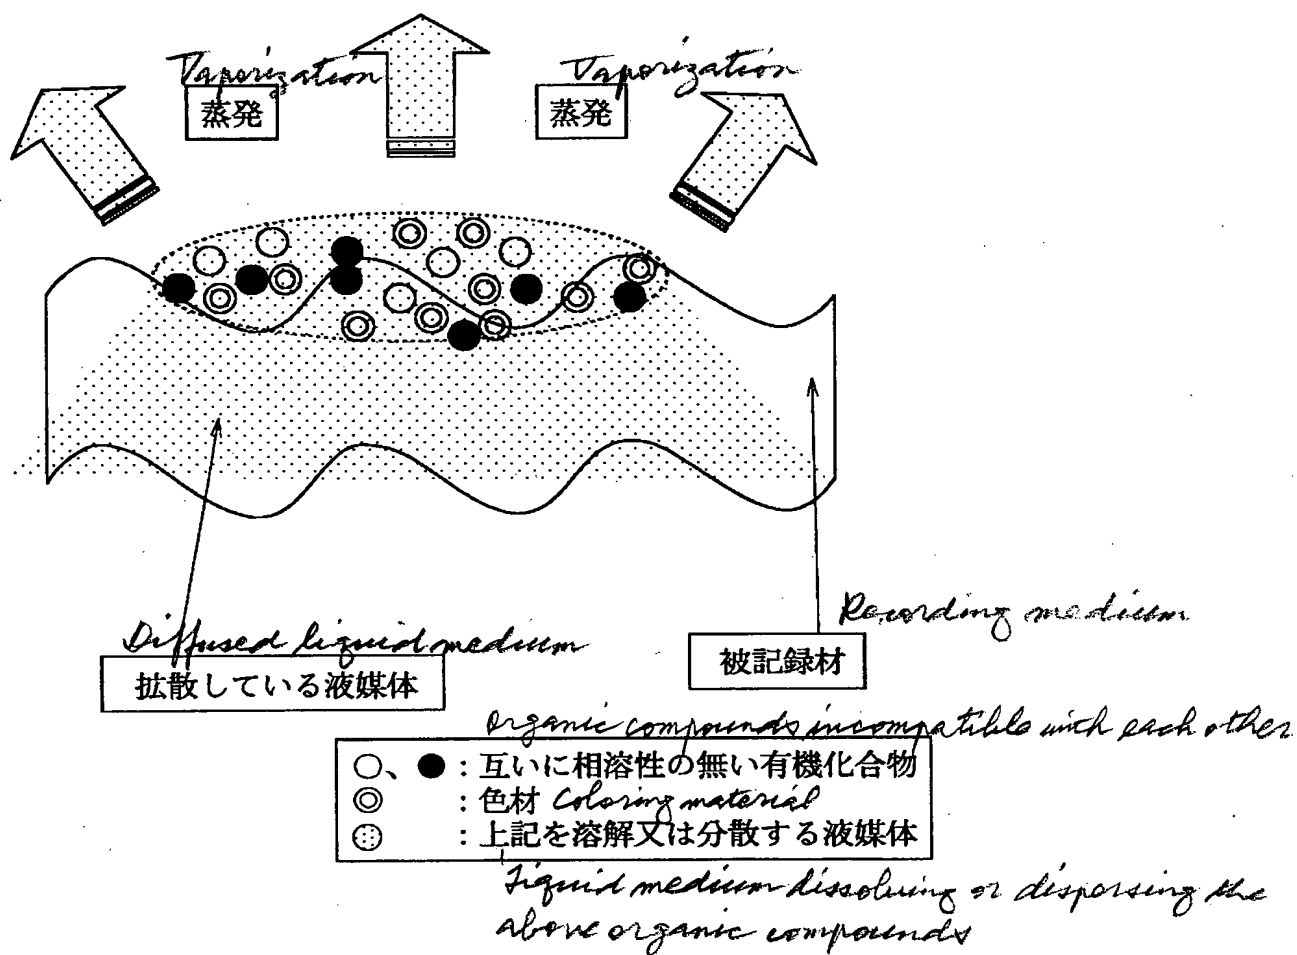 Vaporization
蒸発
Vaporization
蒸発
Diffused liquid medium
拡散している液媒体
Recording medium
被記録材
Organic compounds incompatible with each other
○、●：互いに相溶性の無い有機化合物
◎：色材 Coloring material
：上記を溶解又は分散する液媒体
Liquid medium dissolving or dispersing the
above organic compounds